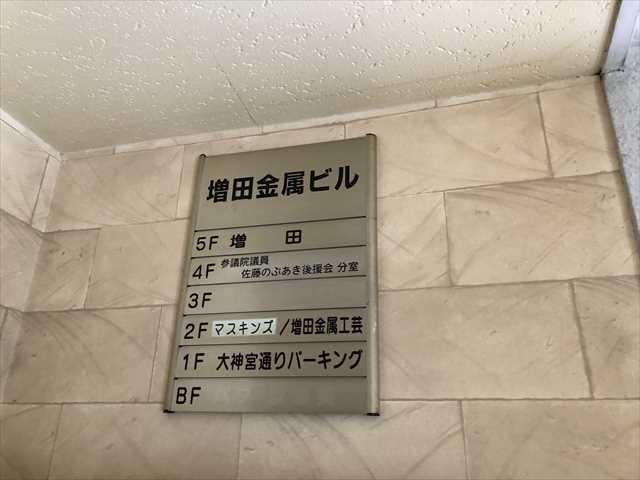 増田金属ビル
5F 増田
4F 参議院議員
佐藤のぶあき後援会 分室
3F
2F マスキンズ/増田金属工芸
1F 大神宮通りパーキング
BF